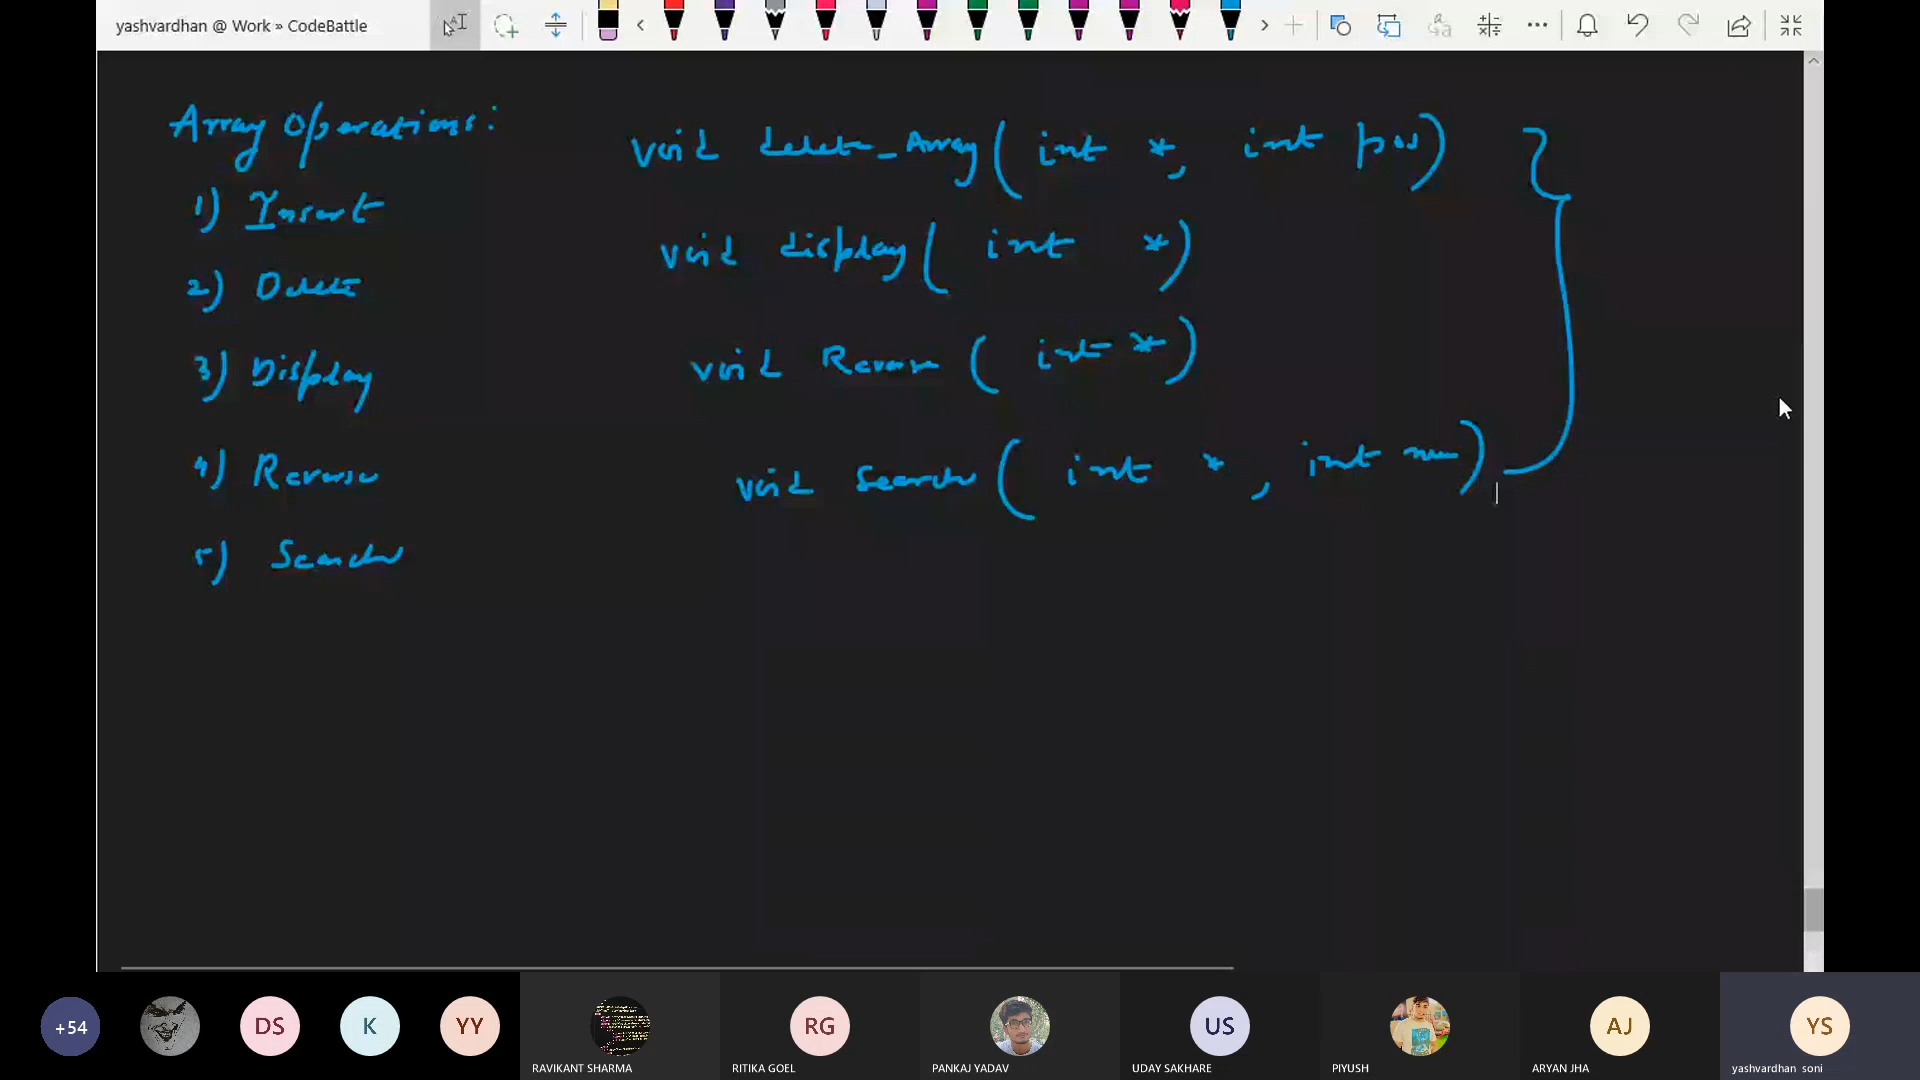 yashvardhan @ Work » CodeBattle
Array Operations:
1) Insert
2) Delete
3) Display
4) Reverse
5) Search
void delete_Array( int *, int pos)
void display( int *)
void Reverse ( int *)
void Search ( int *, int num)
+54
DS
K
YY
RG
US
AJ
YS
RAVIKANT SHARMA
RITIKA GOEL
PANKAJ YADAV
UDAY SAKHARE
PIYUSH
ARYAN JHA
yashvardhan soni